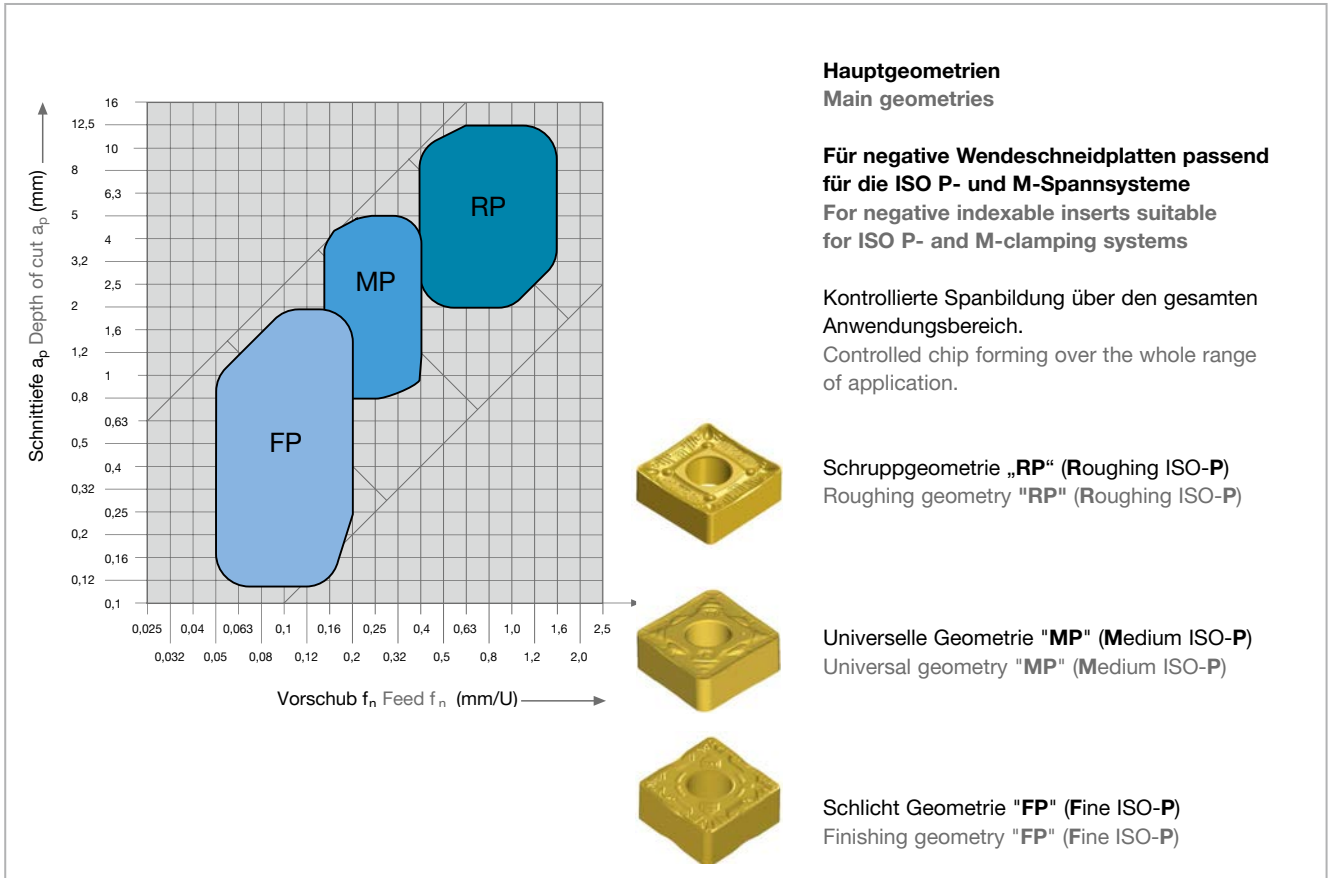 Schnittiefe aₚ Depth of cut aₚ (mm)
16
12,5
10
8
6,3
5
4
3,2
2,5
2
1,6
1,2
1
0,8
0,63
0,5
0,4
0,32
0,25
0,2
0,16
0,12
0,1
RP
MP
FP
0,025 0,04 0,063 0,1 0,16 0,25 0,4 0,63 1,0 1,6 2,5
0,032 0,05 0,08 0,12 0,2 0,32 0,5 0,8 1,2 2,0
Vorschub fₙ Feed fₙ (mm/U)
Hauptgeometrien
Main geometries
Für negative Wendeschneidplatten passend
für die ISO P- und M-Spannsysteme
For negative indexable inserts suitable
for ISO P- and M-clamping systems
Kontrollierte Spanbildung über den gesamten
Anwendungsbereich.
Controlled chip forming over the whole range
of application.
Schruppgeometrie „RP“ (Roughing ISO-P)
Roughing geometry "RP" (Roughing ISO-P)
Universelle Geometrie "MP" (Medium ISO-P)
Universal geometry "MP" (Medium ISO-P)
Schlicht Geometrie "FP" (Fine ISO-P)
Finishing geometry "FP" (Fine ISO-P)